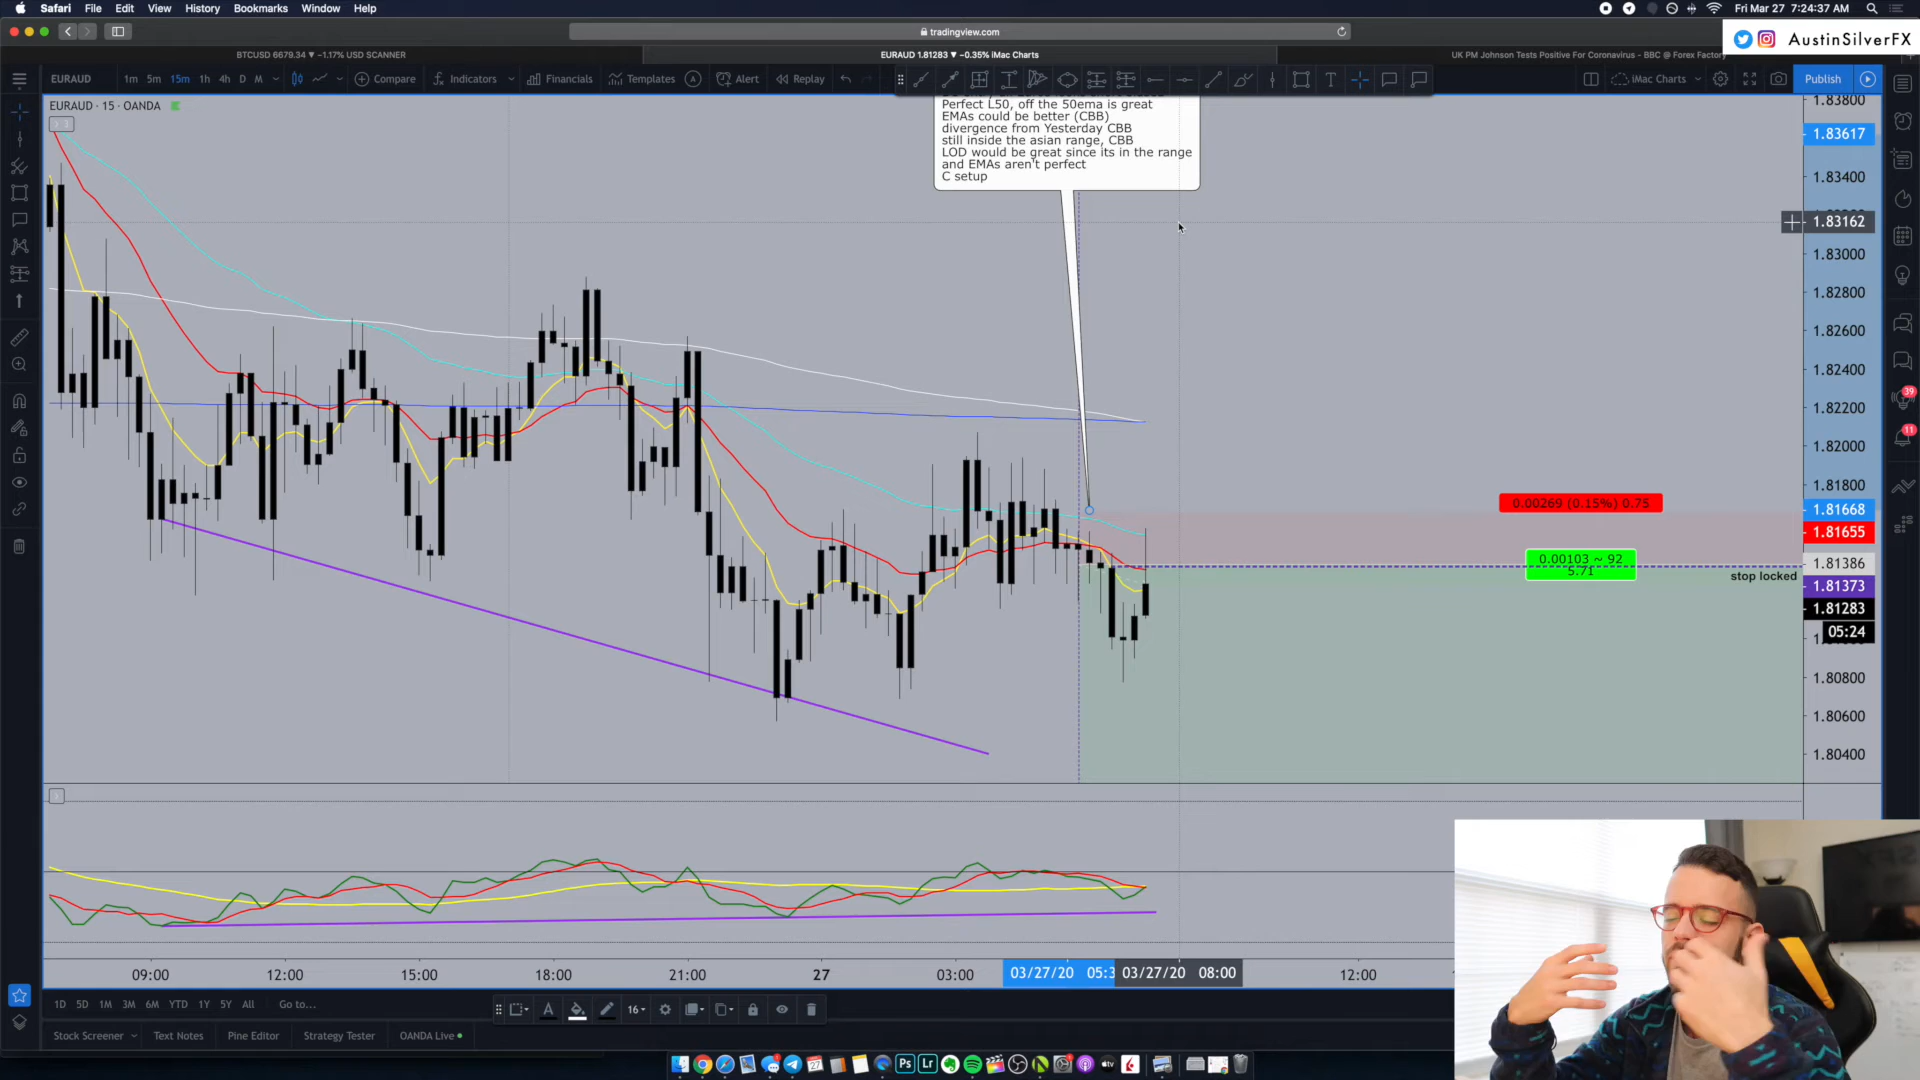 Safari File Edit View History Bookmarks Window Help
Fri Mar 27 7:24:37 AM
tradingview.com
AustinSilverFX
BTCUSD 6679.34 ▼ −1.17% USD SCANNER
EURAUD 1.81283 ▼ −0.35% iMac Charts
UK PM Johnson Tests Positive For Coronavirus - BBC @ Forex Factory
EURAUD 1m 5m 15m 1h 4h D M Compare Indicators Financials Templates Alert Replay
iMac Charts Publish
EURAUD · 15 · OANDA
Perfect L50, off the 50ema is great
EMAs could be better (CBB)
divergence from Yesterday CBB
still inside the asian range, CBB
LOD would be great since its in the range
and EMAs aren't perfect
C setup
1.83800
1.83617
1.83400
1.83162
1.83000
1.82800
1.82600
1.82400
1.82200
1.82000
1.81800
0.00269 (0.15%) 0.75
1.81668
1.81655
0.00103 ~ 92
5.71
stop locked
1.81386
1.81373
1.81283
05:24
1.80800
1.80600
1.80400
39
11
09:00 12:00 15:00 18:00 21:00 27 03:00 03/27/20 05:3 03/27/20 08:00 12:00
1D 5D 1M 3M 6M YTD 1Y 5Y All Go to...
16
Stock Screener Text Notes Pine Editor Strategy Tester OANDA Live
27
Ps Lr
tv